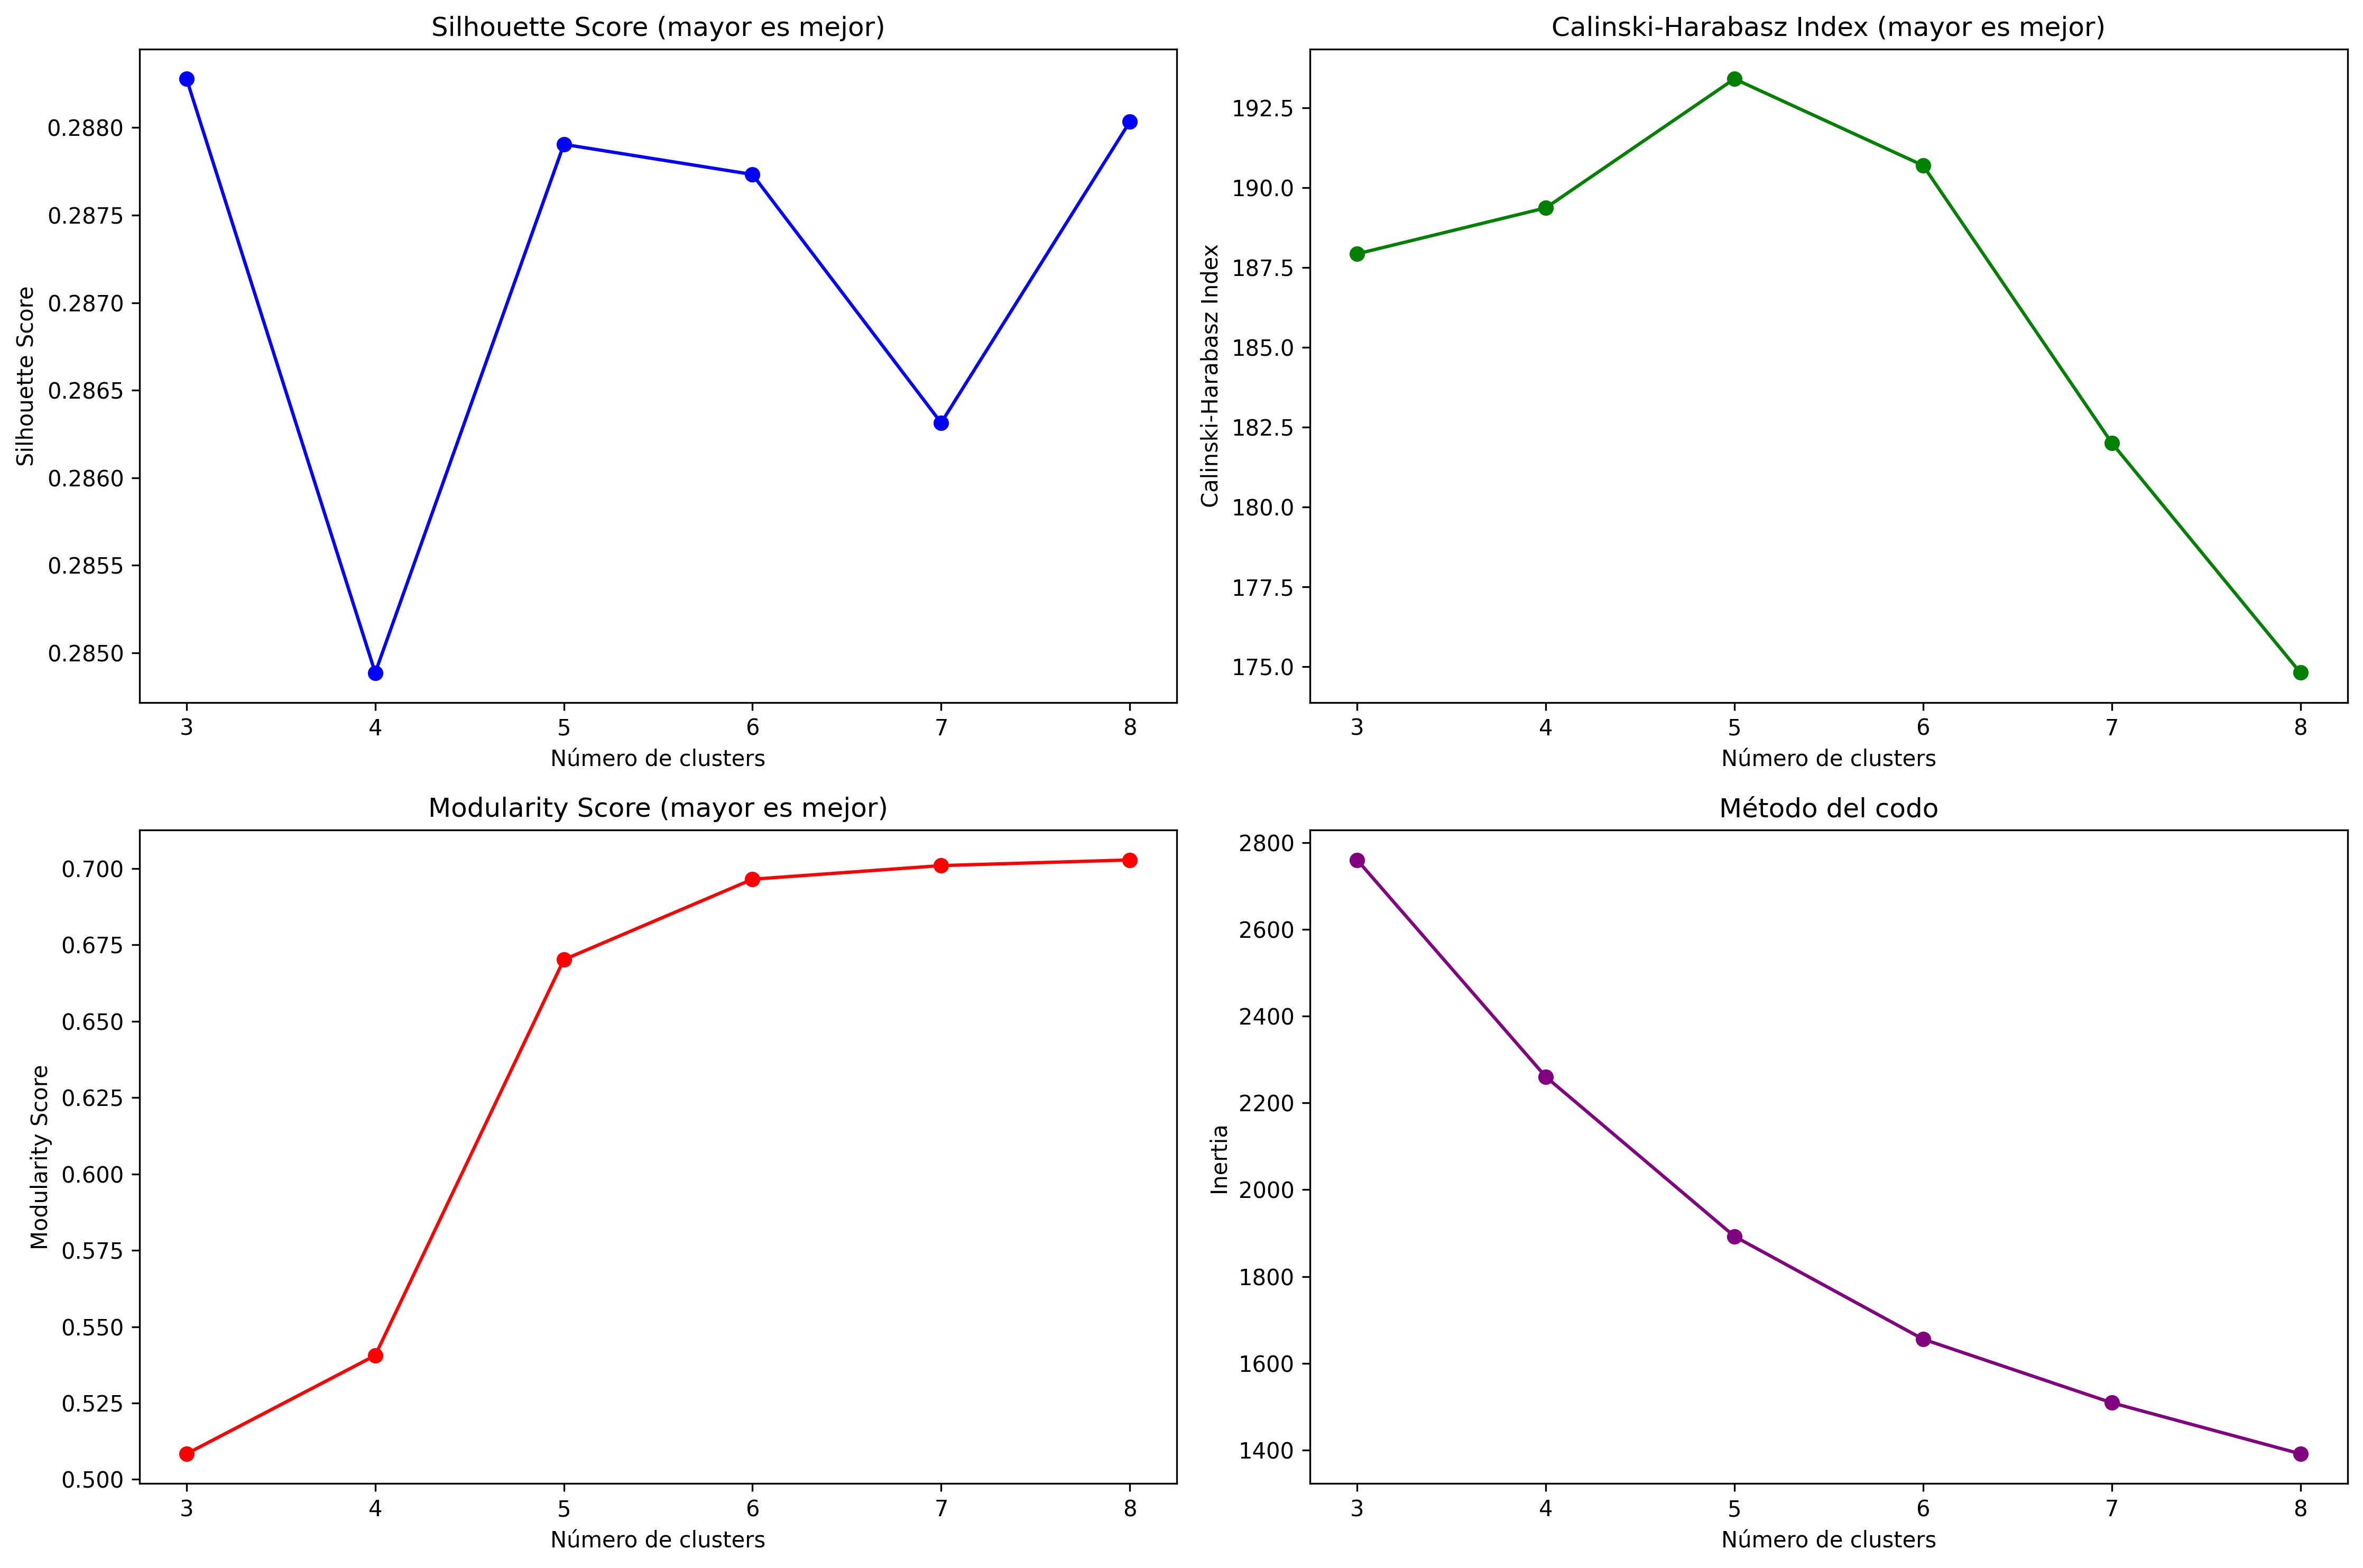 Silhouette Score (mayor es mejor)
Silhouette Score
0.2880
0.2875
0.2870
0.2865
0.2860
0.2855
0.2850
3 4 5 6 7 8
Número de clusters
Calinski-Harabasz Index (mayor es mejor)
Calinski-Harabasz Index
192.5
190.0
187.5
185.0
182.5
180.0
177.5
175.0
3 4 5 6 7 8
Número de clusters
Modularity Score (mayor es mejor)
Modularity Score
0.700
0.675
0.650
0.625
0.600
0.575
0.550
0.525
0.500
3 4 5 6 7 8
Número de clusters
Método del codo
Inertia
2800
2600
2400
2200
2000
1800
1600
1400
3 4 5 6 7 8
Número de clusters